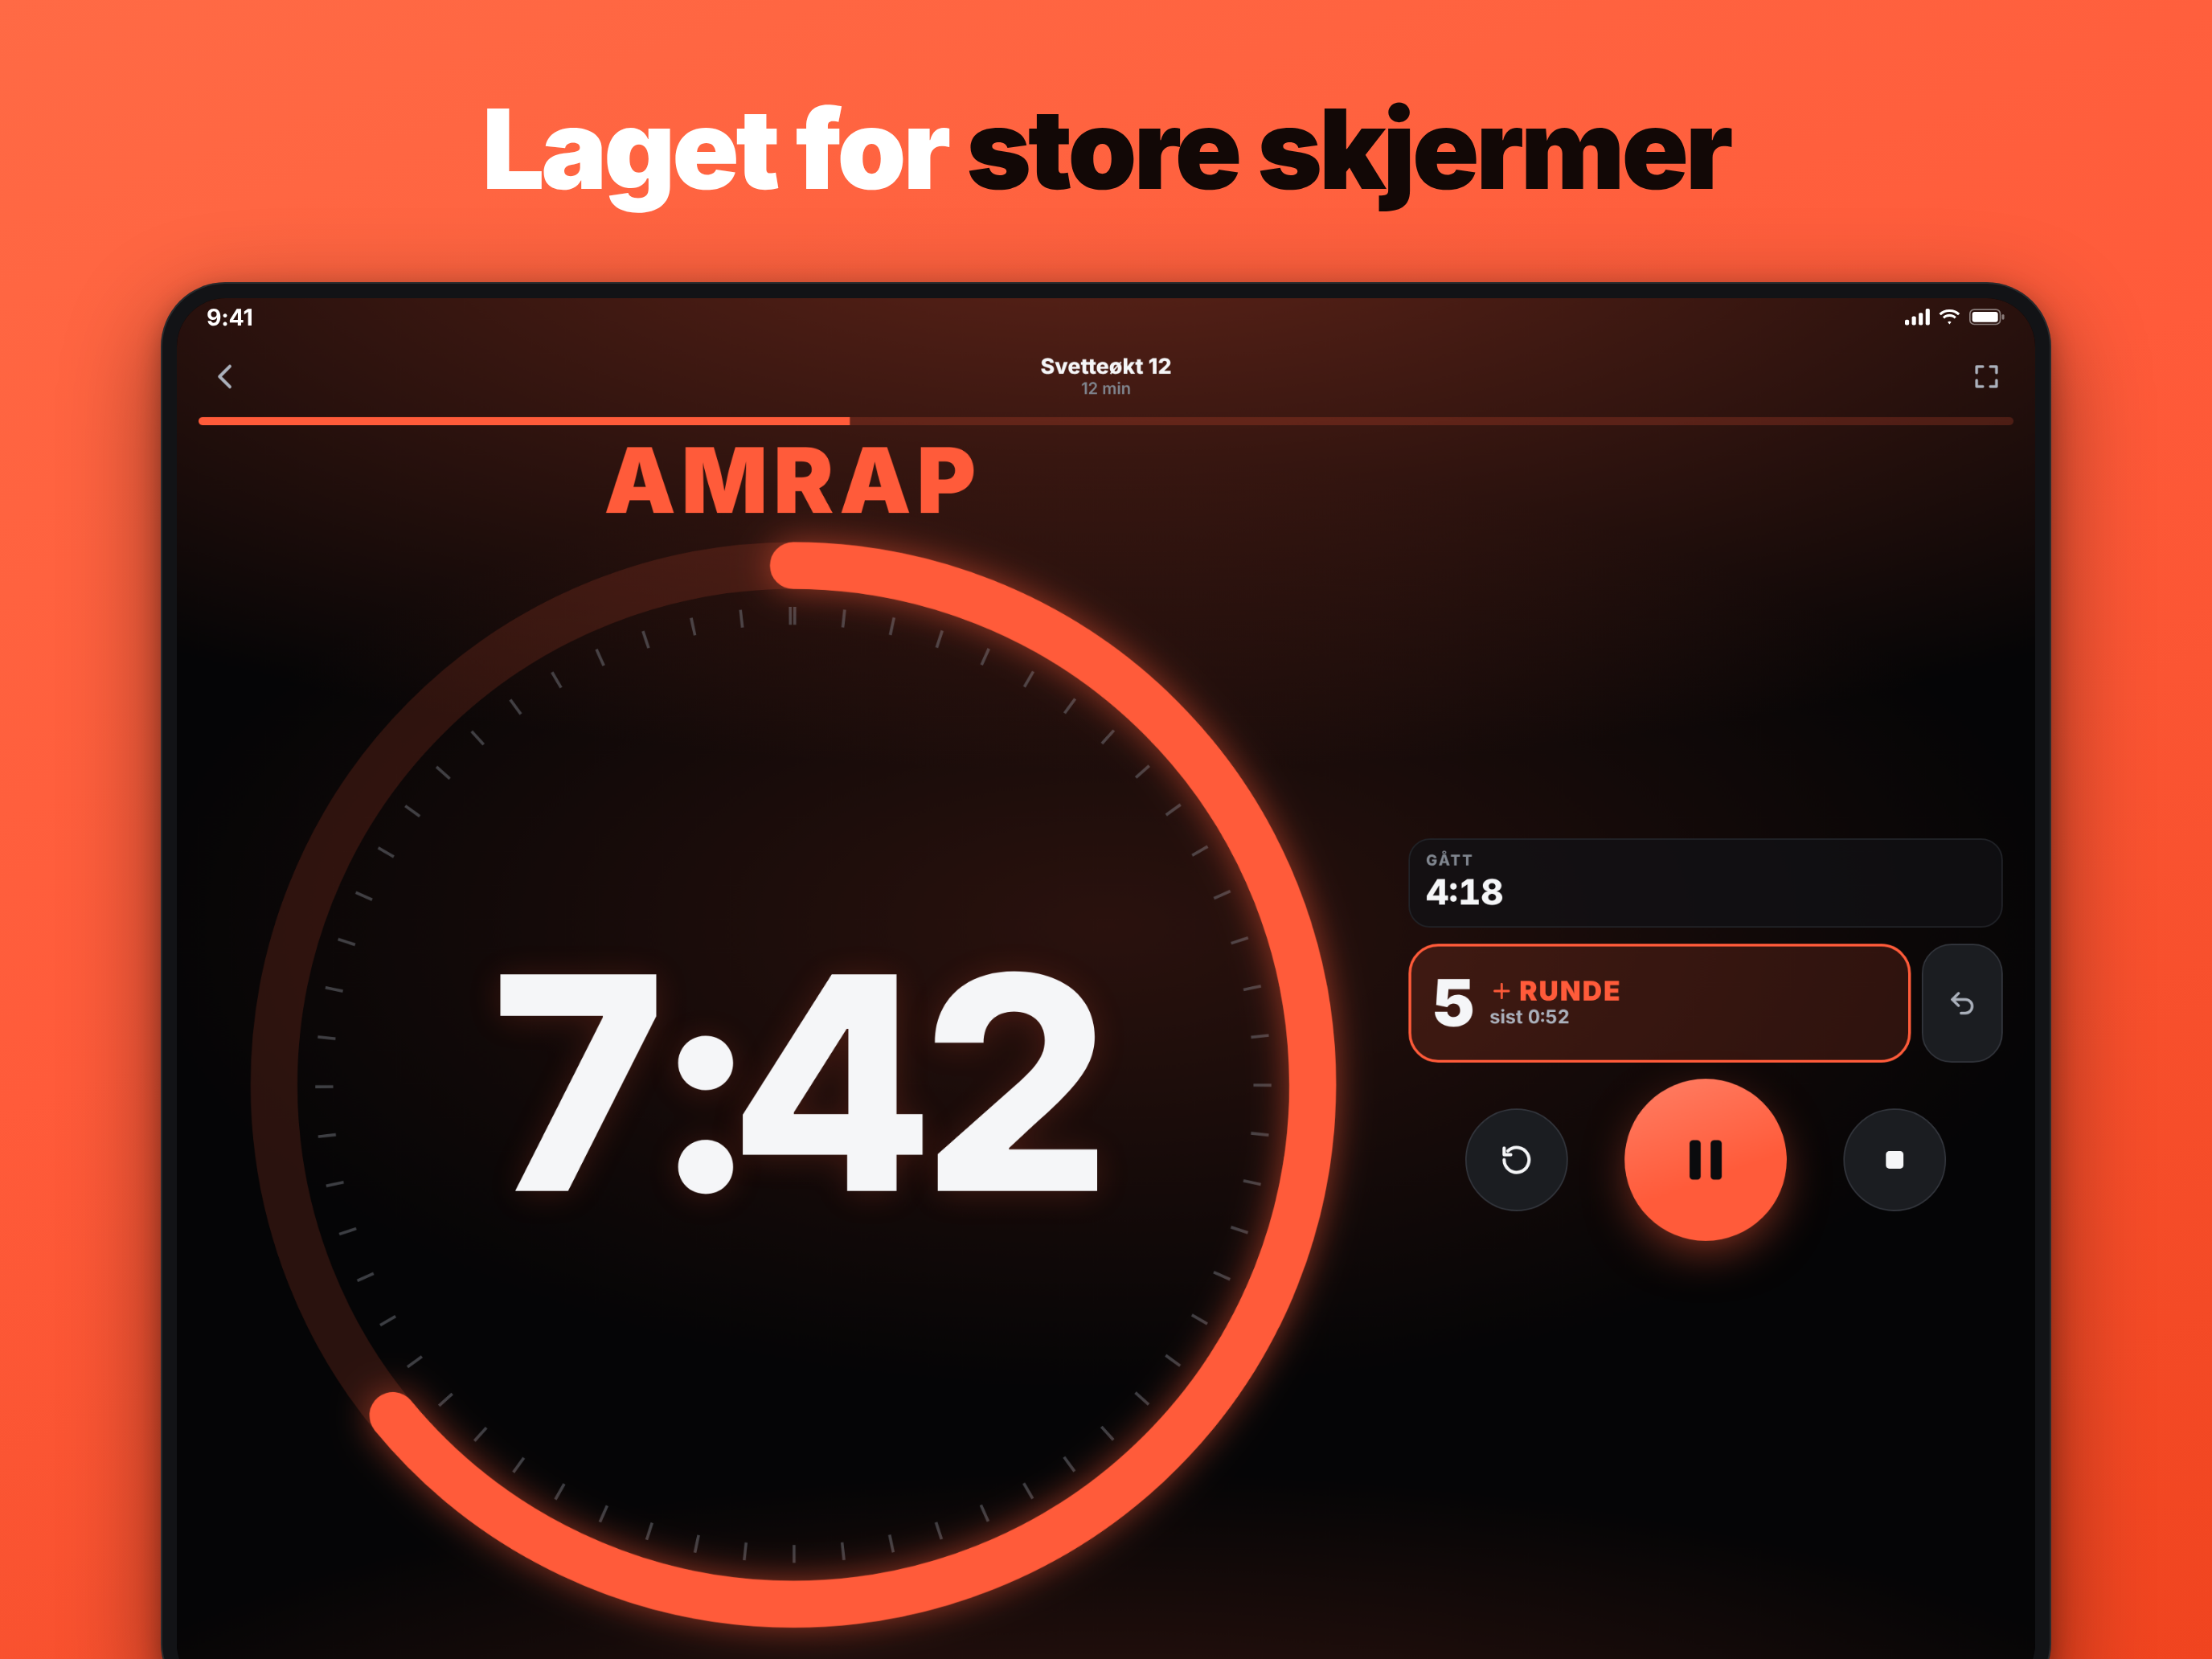 Laget for store skjermer
9:41
Svetteøkt 12
12 min
AMRAP
7:42
GÅTT
4:18
5 + RUNDE
sist 0:52